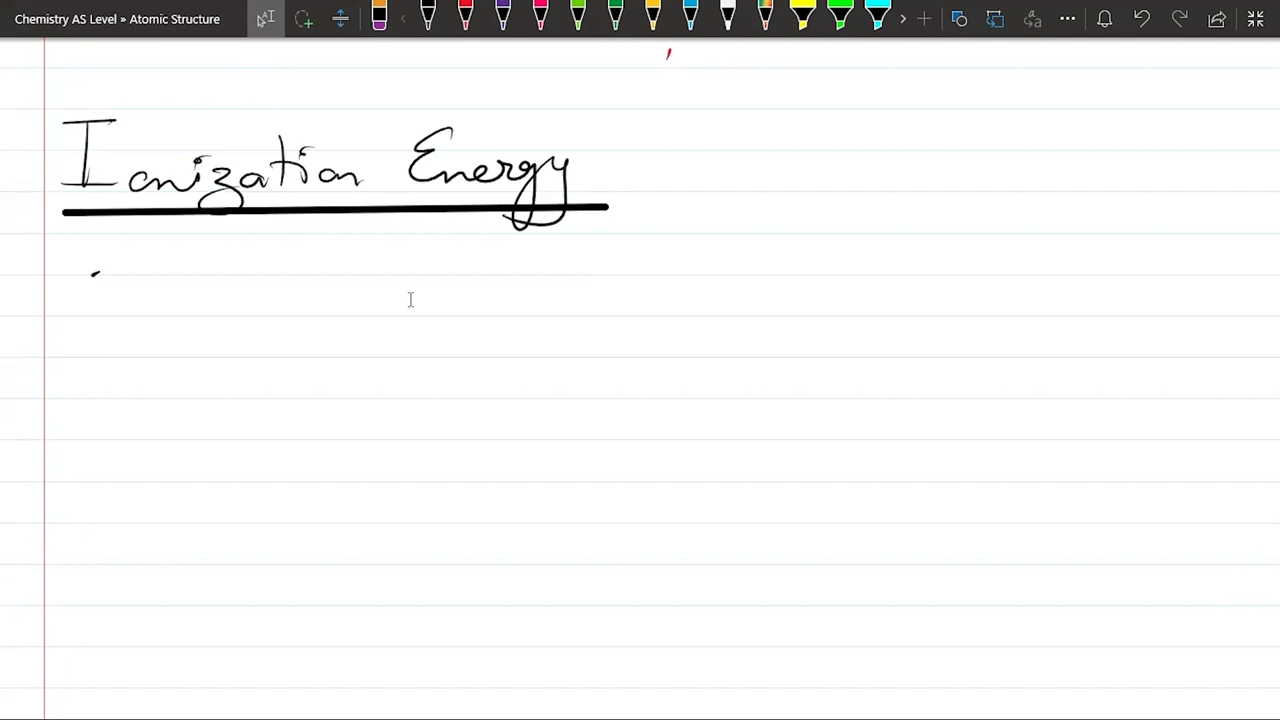 Chemistry AS Level » Atomic Structure
Ionization Energy